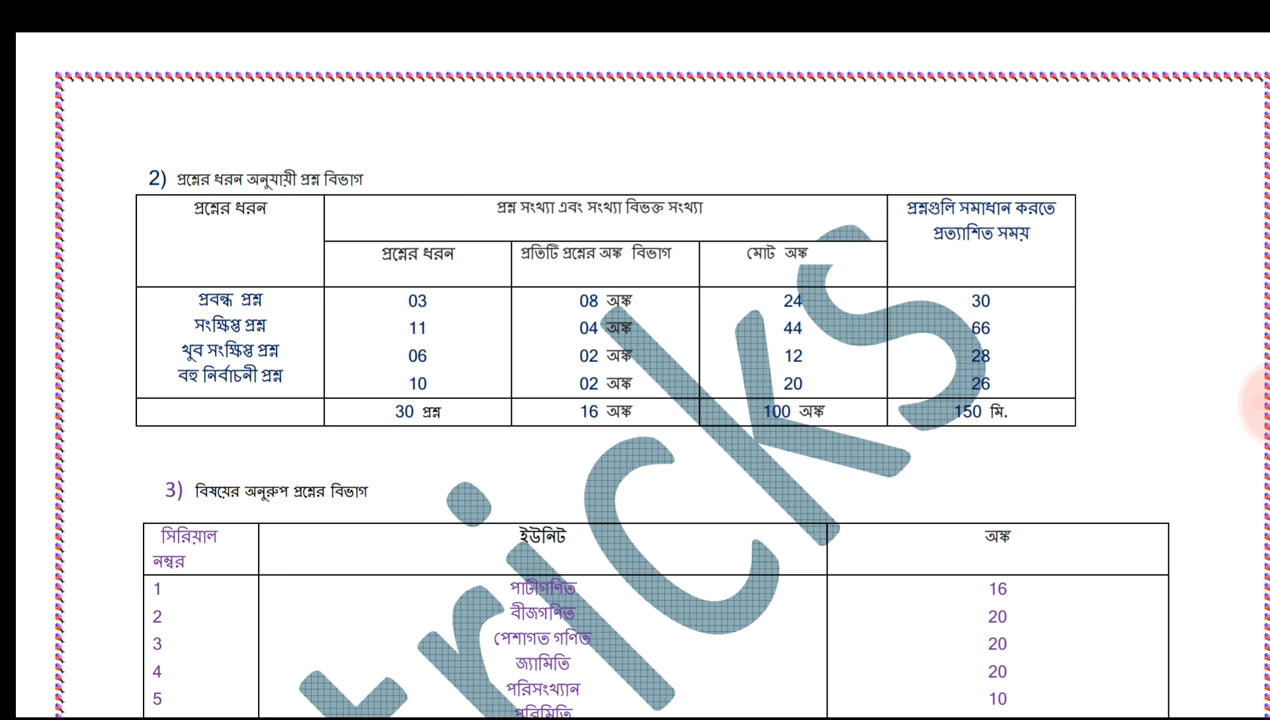 2) প্রশ্নের ধরন অনুযায়ী প্রশ্ন বিভাগ
প্রশ্নের ধরন প্রশ্ন সংখ্যা এবং সংখ্যা বিভক্ত সংখ্যা প্রশ্নগুলি সমাধান করতে
প্রত্যাশিত সময়
প্রশ্নের ধরন প্রতিটি প্রশ্নের অঙ্ক বিভাগ মোট অঙ্ক
প্রবন্ধ প্রশ্ন 03 08 অঙ্ক 24 30
সংক্ষিপ্ত প্রশ্ন 11 04 অঙ্ক 44 66
খুব সংক্ষিপ্ত প্রশ্ন 06 02 অঙ্ক 12 28
বহু নির্বাচনী প্রশ্ন 10 02 অঙ্ক 20 26
30 প্রশ্ন 16 অঙ্ক 100 অঙ্ক 150 মি.
3) বিষয়ের অনুরুপ প্রশ্নের বিভাগ
সিরিয়াল ইউনিট অঙ্ক
নম্বর
1 পাটীগণিত 16
2 বীজগণিত 20
3 পেশাগত গণিত 20
4 জ্যামিতি 20
5 পরিসংখ্যান 10
পরিমিতি
tricks